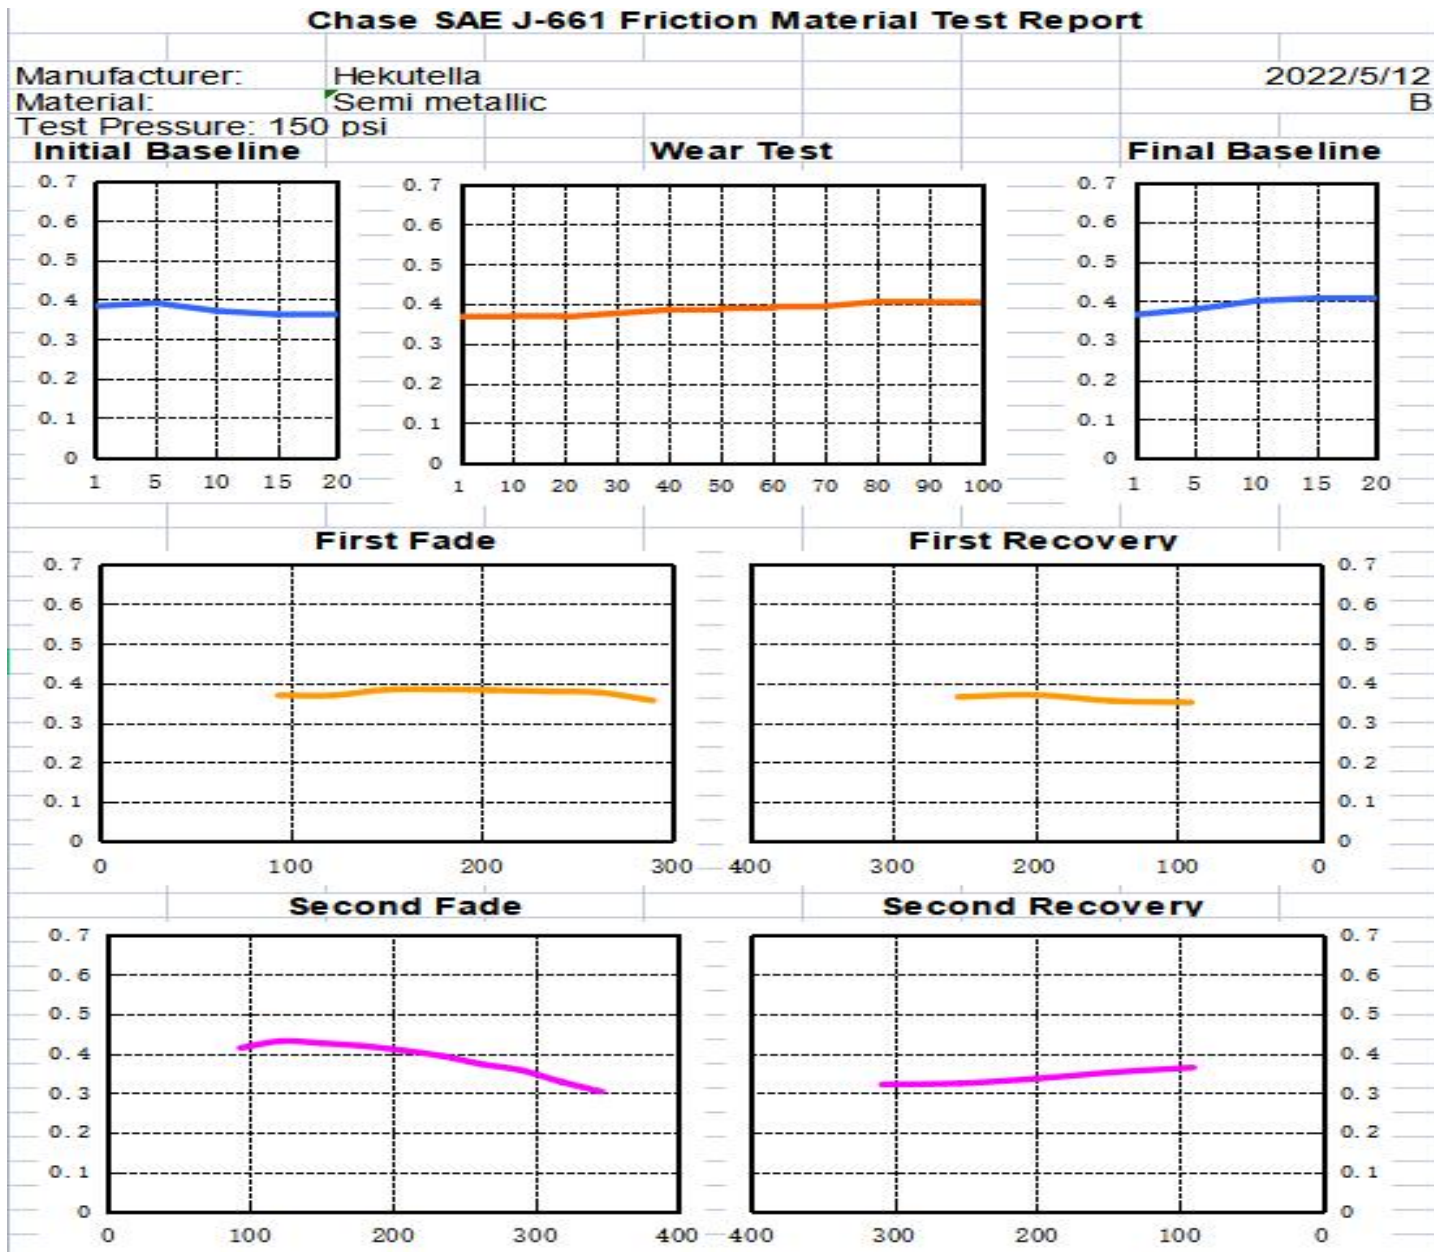 Chase SAE J-661 Friction Material Test Report
Manufacturer: Hekutella 2022/5/12
Material: Semi metallic B
Test Pressure: 150 psi
Initial Baseline Wear Test Final Baseline
0.7 0.7 0.7
0.6 0.6 0.6
0.5 0.5 0.5
0.4 0.4 0.4
0.3 0.3 0.3
0.2 0.2 0.2
0.1 0.1 0.1
0 0 0
1 5 10 15 20 1 10 20 30 40 50 60 70 80 90 100 1 5 10 15 20
First Fade First Recovery
0.7 0.7
0.6 0.6
0.5 0.5
0.4 0.4
0.3 0.3
0.2 0.2
0.1 0.1
0 0
0 100 200 300 400 300 200 100 0
Second Fade Second Recovery
0.7 0.7
0.6 0.6
0.5 0.5
0.4 0.4
0.3 0.3
0.2 0.2
0.1 0.1
0 0
0 100 200 300 400 400 300 200 100 0